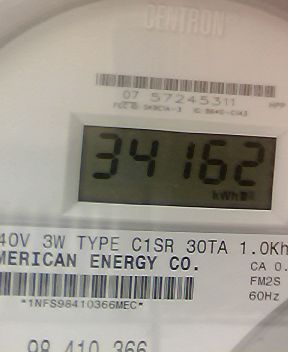 CENTRON
07 57245311
HPP
34162
kWh
40V 3W TYPE C1SR 30TA 1.0Kh
MERICAN ENERGY CO.
CA 0.
FM2S
60Hz
*1NFS98410366MEC*
98 410 366